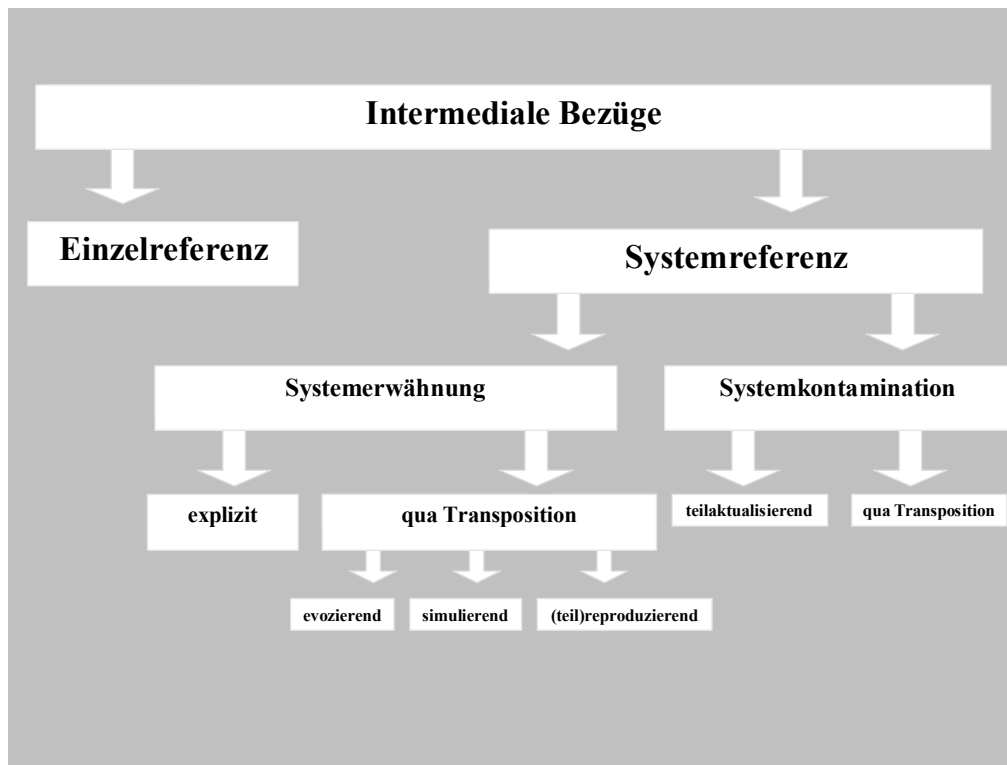 Intermediale Bezüge
Einzelreferenz
Systemreferenz
Systemerwähnung
Systemkontamination
explizit
qua Transposition
teilaktualisierend
qua Transposition
evozierend
simulierend
(teil)reproduzierend